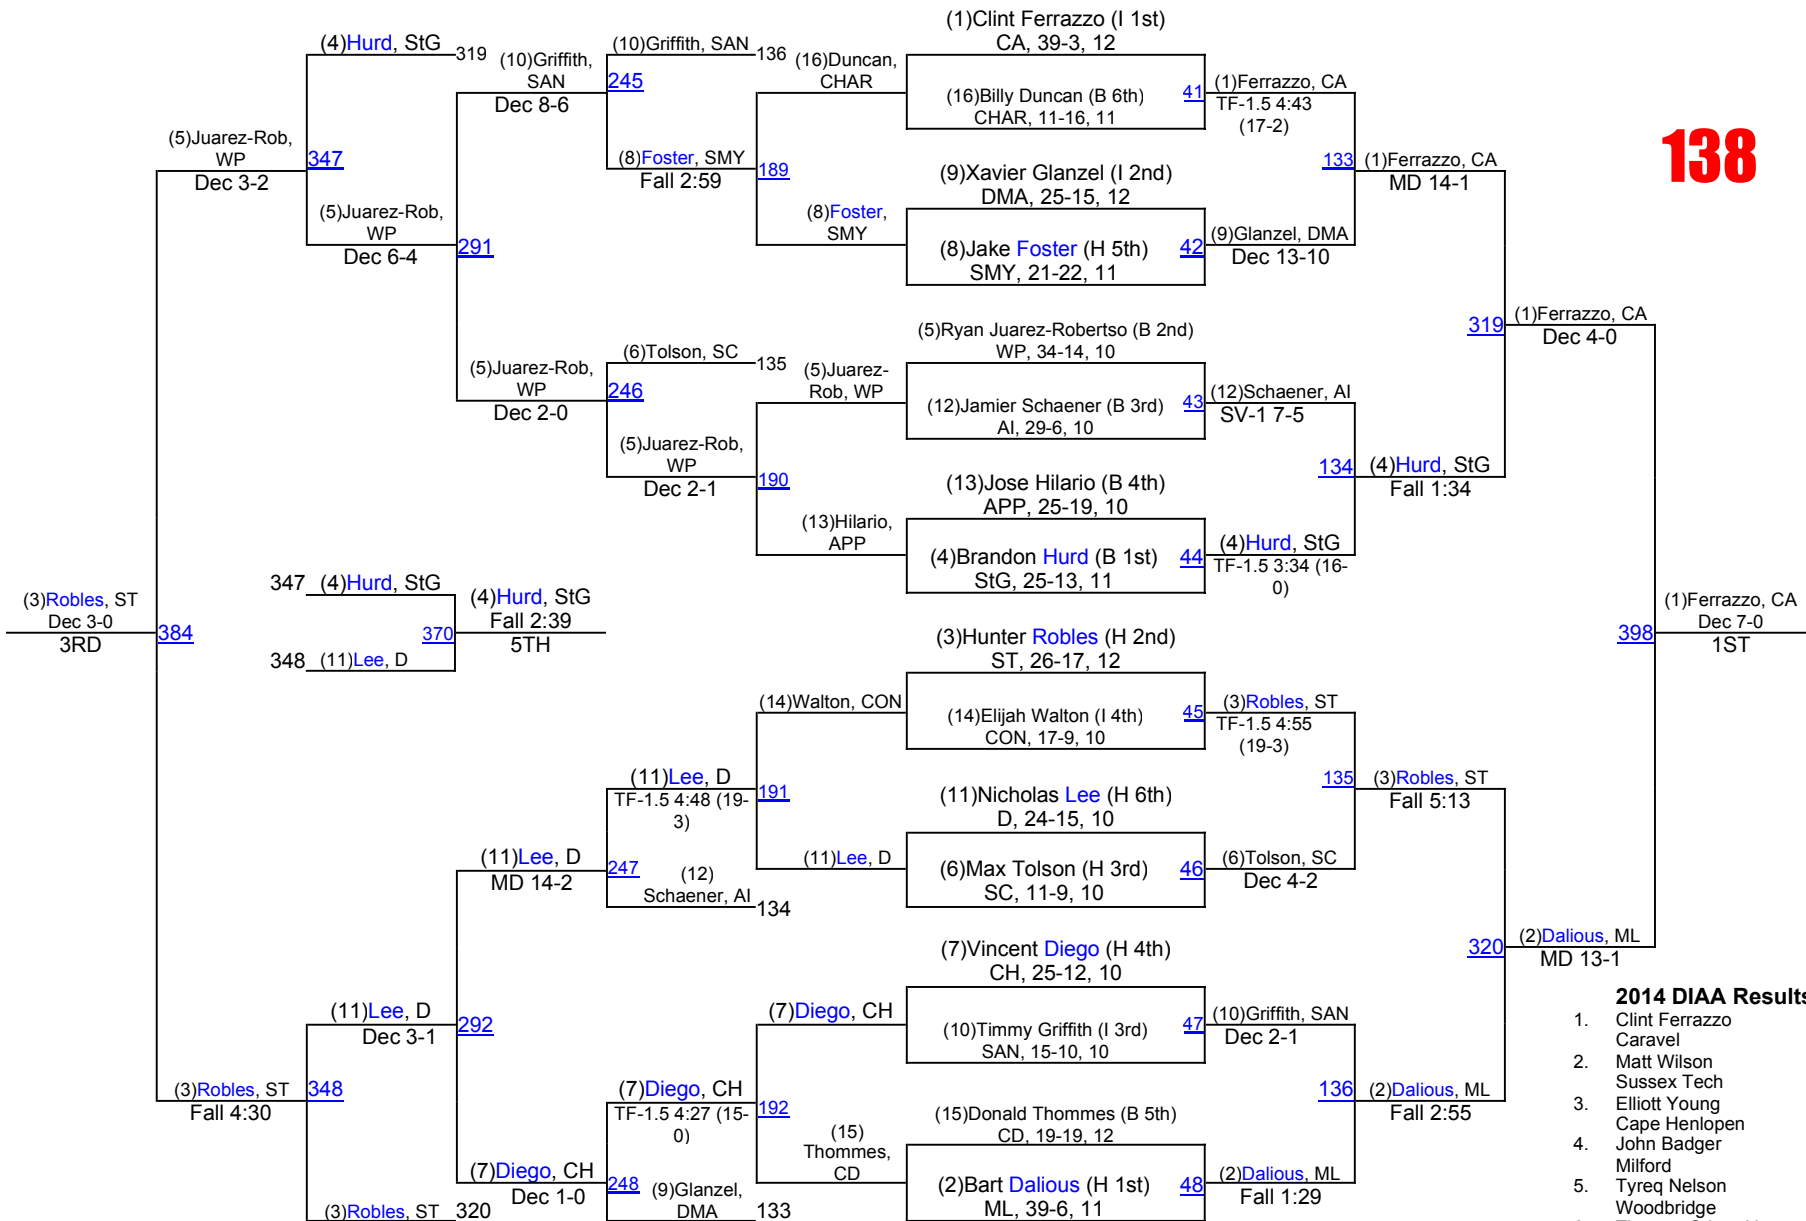 138
(1)Clint Ferrazzo (I 1st)
CA, 39-3, 12
(16)Billy Duncan (B 6th)
CHAR, 11-16, 11
41
(9)Xavier Glanzel (I 2nd)
DMA, 25-15, 12
(8)Jake Foster (H 5th)
SMY, 21-22, 11
42
(5)Ryan Juarez-Robertso (B 2nd)
WP, 34-14, 10
(12)Jamier Schaener (B 3rd)
AI, 29-6, 10
43
(13)Jose Hilario (B 4th)
APP, 25-19, 10
(4)Brandon Hurd (B 1st)
StG, 25-13, 11
44
(3)Hunter Robles (H 2nd)
ST, 26-17, 12
(14)Elijah Walton (I 4th)
CON, 17-9, 10
45
(11)Nicholas Lee (H 6th)
D, 24-15, 10
(6)Max Tolson (H 3rd)
SC, 11-9, 10
46
(7)Vincent Diego (H 4th)
CH, 25-12, 10
(10)Timmy Griffith (I 3rd)
SAN, 15-10, 10
47
(15)Donald Thommes (B 5th)
CD, 19-19, 12
(2)Bart Dalious (H 1st)
ML, 39-6, 11
48
(1)Ferrazzo, CA
TF-1.5 4:43
(17-2)
133
(9)Glanzel, DMA
Dec 13-10
(12)Schaener, AI
SV-1 7-5
134
(4)Hurd, StG
TF-1.5 3:34 (16-
0)
(3)Robles, ST
TF-1.5 4:55
(19-3)
135
(6)Tolson, SC
Dec 4-2
(10)Griffith, SAN
Dec 2-1
136
(2)Dalious, ML
Fall 1:29
(1)Ferrazzo, CA
MD 14-1
319
(4)Hurd, StG
Fall 1:34
(3)Robles, ST
Fall 5:13
320
(2)Dalious, ML
Fall 2:55
(1)Ferrazzo, CA
Dec 4-0
398
(2)Dalious, ML
MD 13-1
(1)Ferrazzo, CA
Dec 7-0
1ST
(16)Duncan,
CHAR
189
(8)Foster,
SMY
(5)Juarez-
Rob, WP
190
(13)Hilario,
APP
(14)Walton, CON
191
(11)Lee, D
(7)Diego, CH
192
(15)
Thommes,
CD
(10)Griffith, SAN
136
245
(8)Foster, SMY
Fall 2:59
(6)Tolson, SC
135
246
(5)Juarez-Rob,
WP
Dec 2-1
(11)Lee, D
TF-1.5 4:48 (19-
3)
247
(12)
Schaener, AI
134
(7)Diego, CH
TF-1.5 4:27 (15-
0)
248
(9)Glanzel,
DMA
133
(10)Griffith,
SAN
Dec 8-6
291
(5)Juarez-Rob,
WP
Dec 2-0
(11)Lee, D
MD 14-2
292
(7)Diego, CH
Dec 1-0
(4)Hurd, StG
319
347
(5)Juarez-Rob,
WP
Dec 6-4
(11)Lee, D
Dec 3-1
348
(3)Robles, ST
320
(5)Juarez-Rob,
WP
Dec 3-2
384
(3)Robles, ST
Fall 4:30
(3)Robles, ST
Dec 3-0
3RD
347 (4)Hurd, StG
348 (11)Lee, D
370
(4)Hurd, StG
Fall 2:39
5TH
2014 DIAA Results
1. Clint Ferrazzo
Caravel
2. Matt Wilson
Sussex Tech
3. Elliott Young
Cape Henlopen
4. John Badger
Milford
5. Tyreq Nelson
Woodbridge